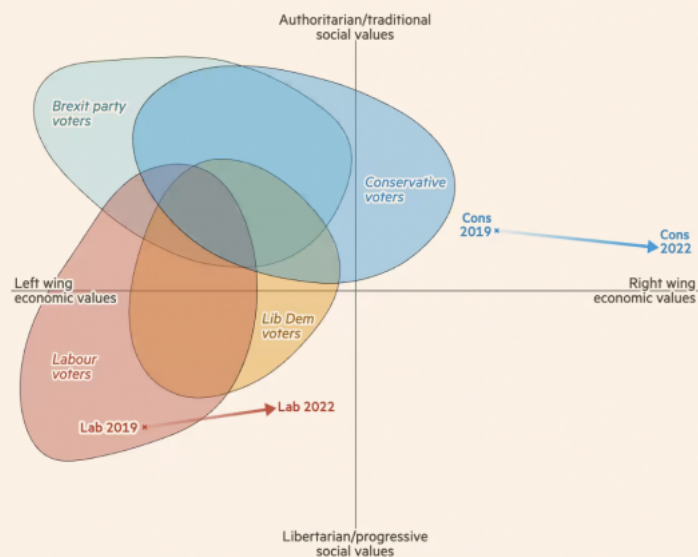 Authoritarian/traditional
social values
Brexit party
voters
Conservative
voters
Cons
2019
Cons
2022
Left wing
economic values
Right wing
economic values
Lib Dem
voters
Labour
voters
Lab 2019
Lab 2022
Libertarian/progressive
social values